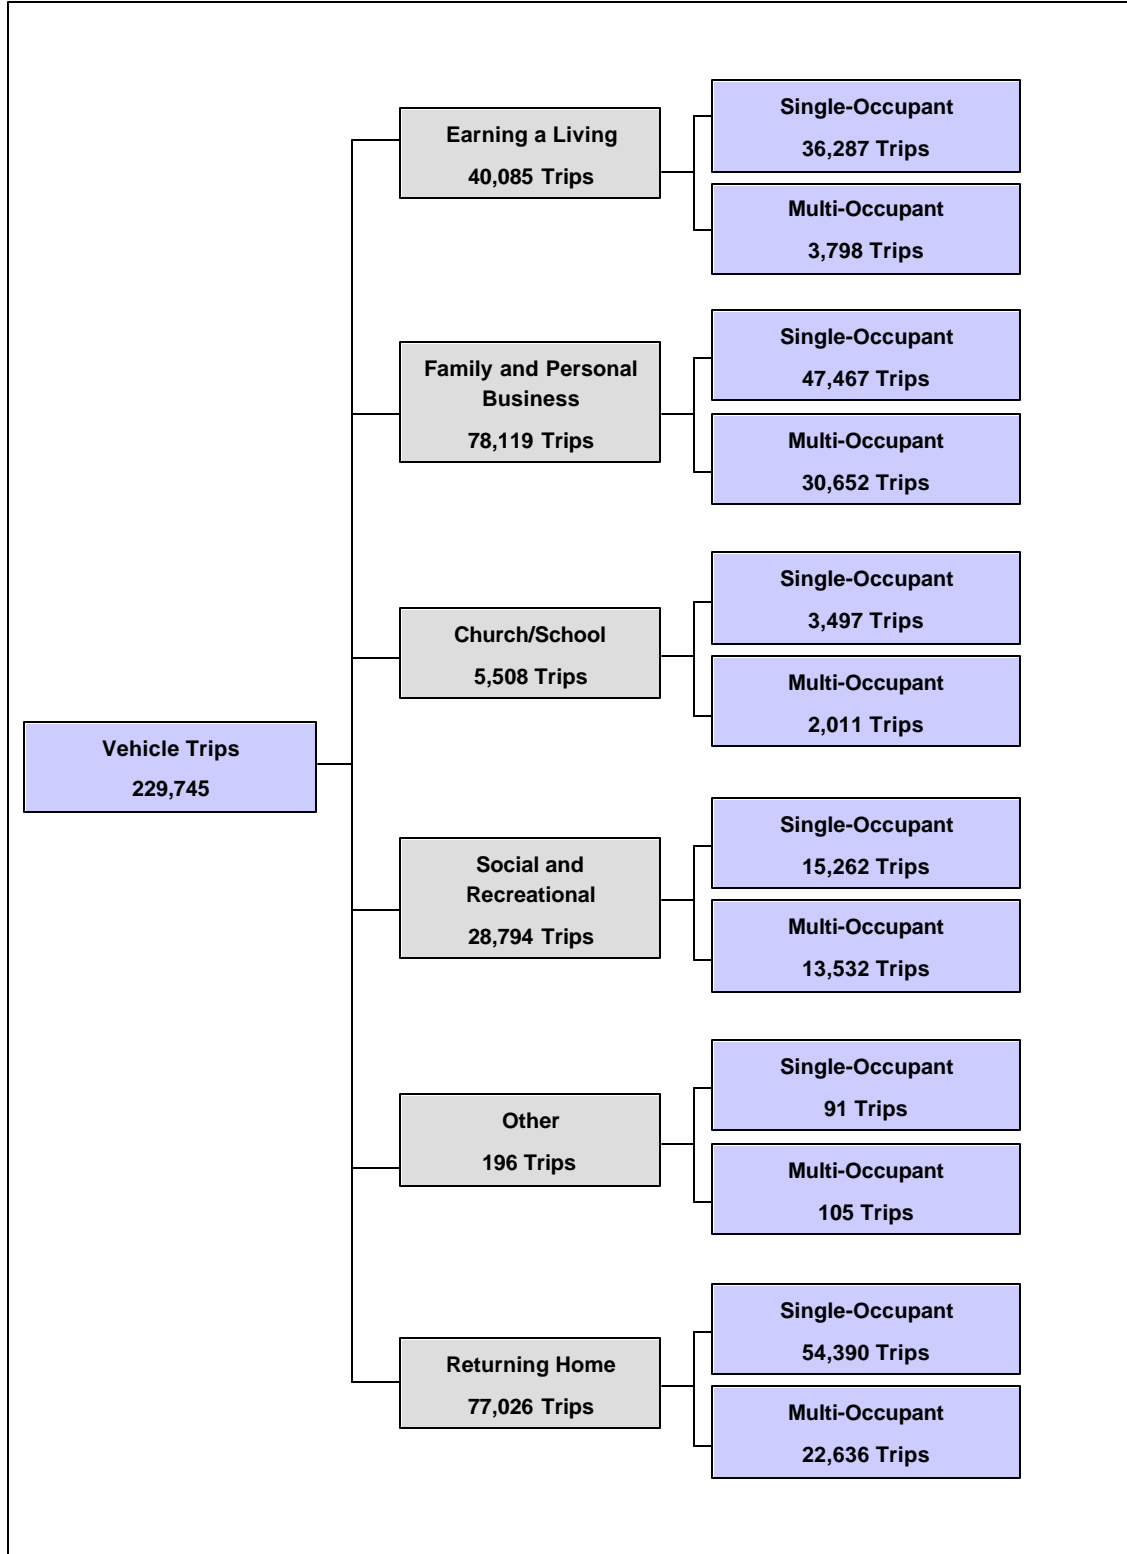 Vehicle Trips
229,745
Earning a Living
40,085 Trips
Single-Occupant
36,287 Trips
Multi-Occupant
3,798 Trips
Family and Personal
Business
78,119 Trips
Single-Occupant
47,467 Trips
Multi-Occupant
30,652 Trips
Church/School
5,508 Trips
Single-Occupant
3,497 Trips
Multi-Occupant
2,011 Trips
Social and
Recreational
28,794 Trips
Single-Occupant
15,262 Trips
Multi-Occupant
13,532 Trips
Other
196 Trips
Single-Occupant
91 Trips
Multi-Occupant
105 Trips
Returning Home
77,026 Trips
Single-Occupant
54,390 Trips
Multi-Occupant
22,636 Trips